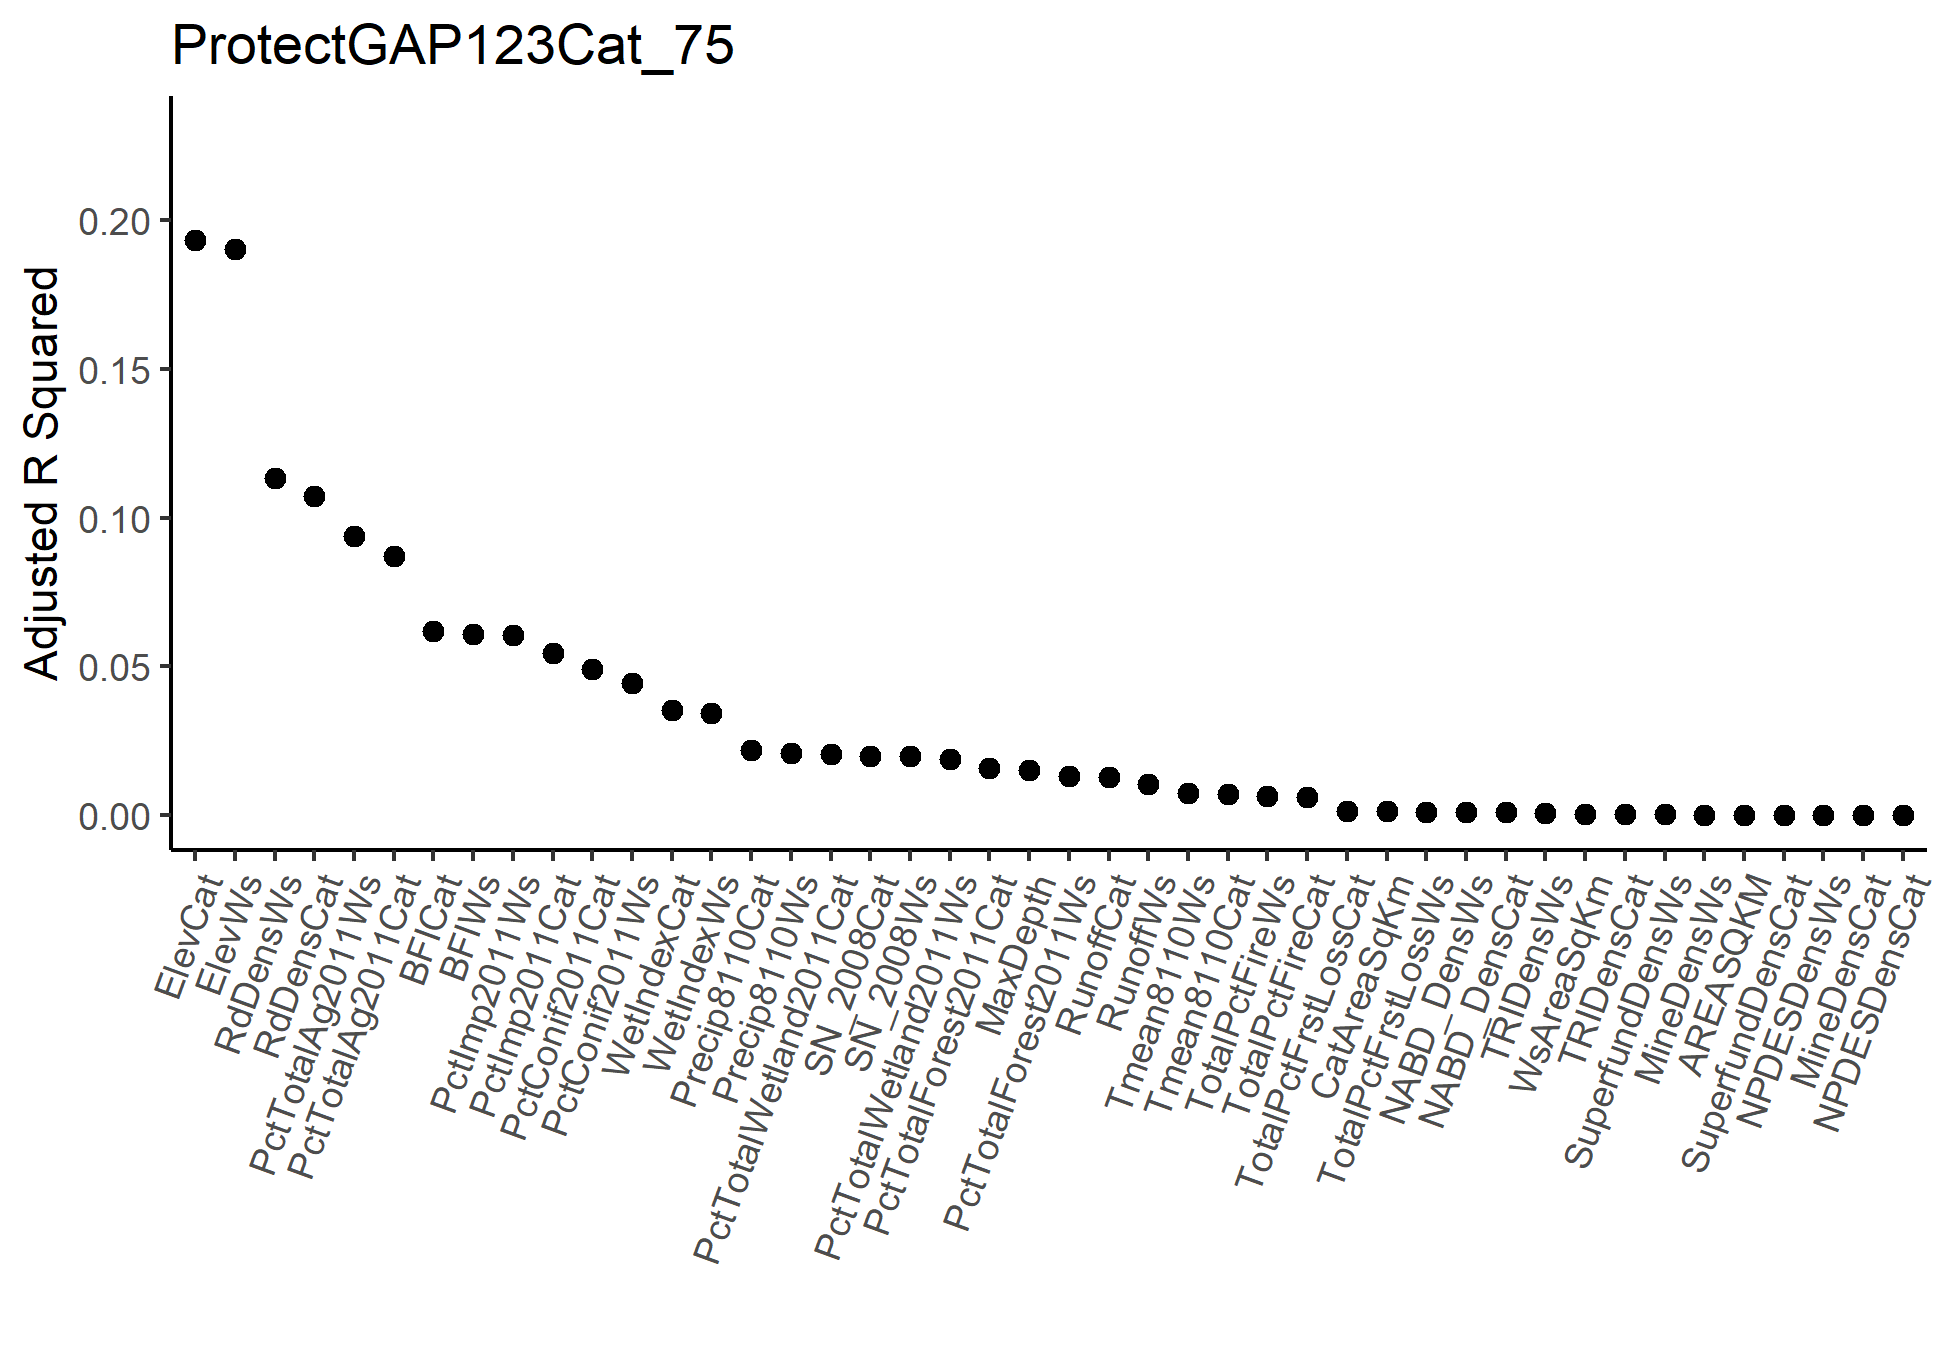 ProtectGAP123Cat_75
Adjusted R Squared
0.20
0.15
0.10
0.05
0.00
ElevCat
ElevWs
RdDensWs
RdDensCat
PctTotalAg2011Ws
PctTotalAg2011Cat
BFICat
BFIWs
PctImp2011Ws
PctImp2011Cat
PctConif2011Cat
PctConif2011Ws
WetIndexCat
WetIndexWs
Precip8110Cat
Precip8110Ws
PctTotalWetland2011Cat
SN_2008Cat
SN_2008Ws
PctTotalWetland2011Ws
PctTotalForest2011Cat
MaxDepth
PctTotalForest2011Ws
RunoffCat
RunoffWs
Tmean8110Ws
Tmean8110Cat
TotalPctFireWs
TotalPctFireCat
TotalPctFrstLossCat
CatAreaSqKm
TotalPctFrstLossWs
NABD_DensWs
NABD_DensCat
TRIDensWs
WsAreaSqKm
TRIDensCat
SuperfundDensWs
MineDensWs
AREASQKM
SuperfundDensCat
NPDESDensWs
MineDensCat
NPDESDensCat